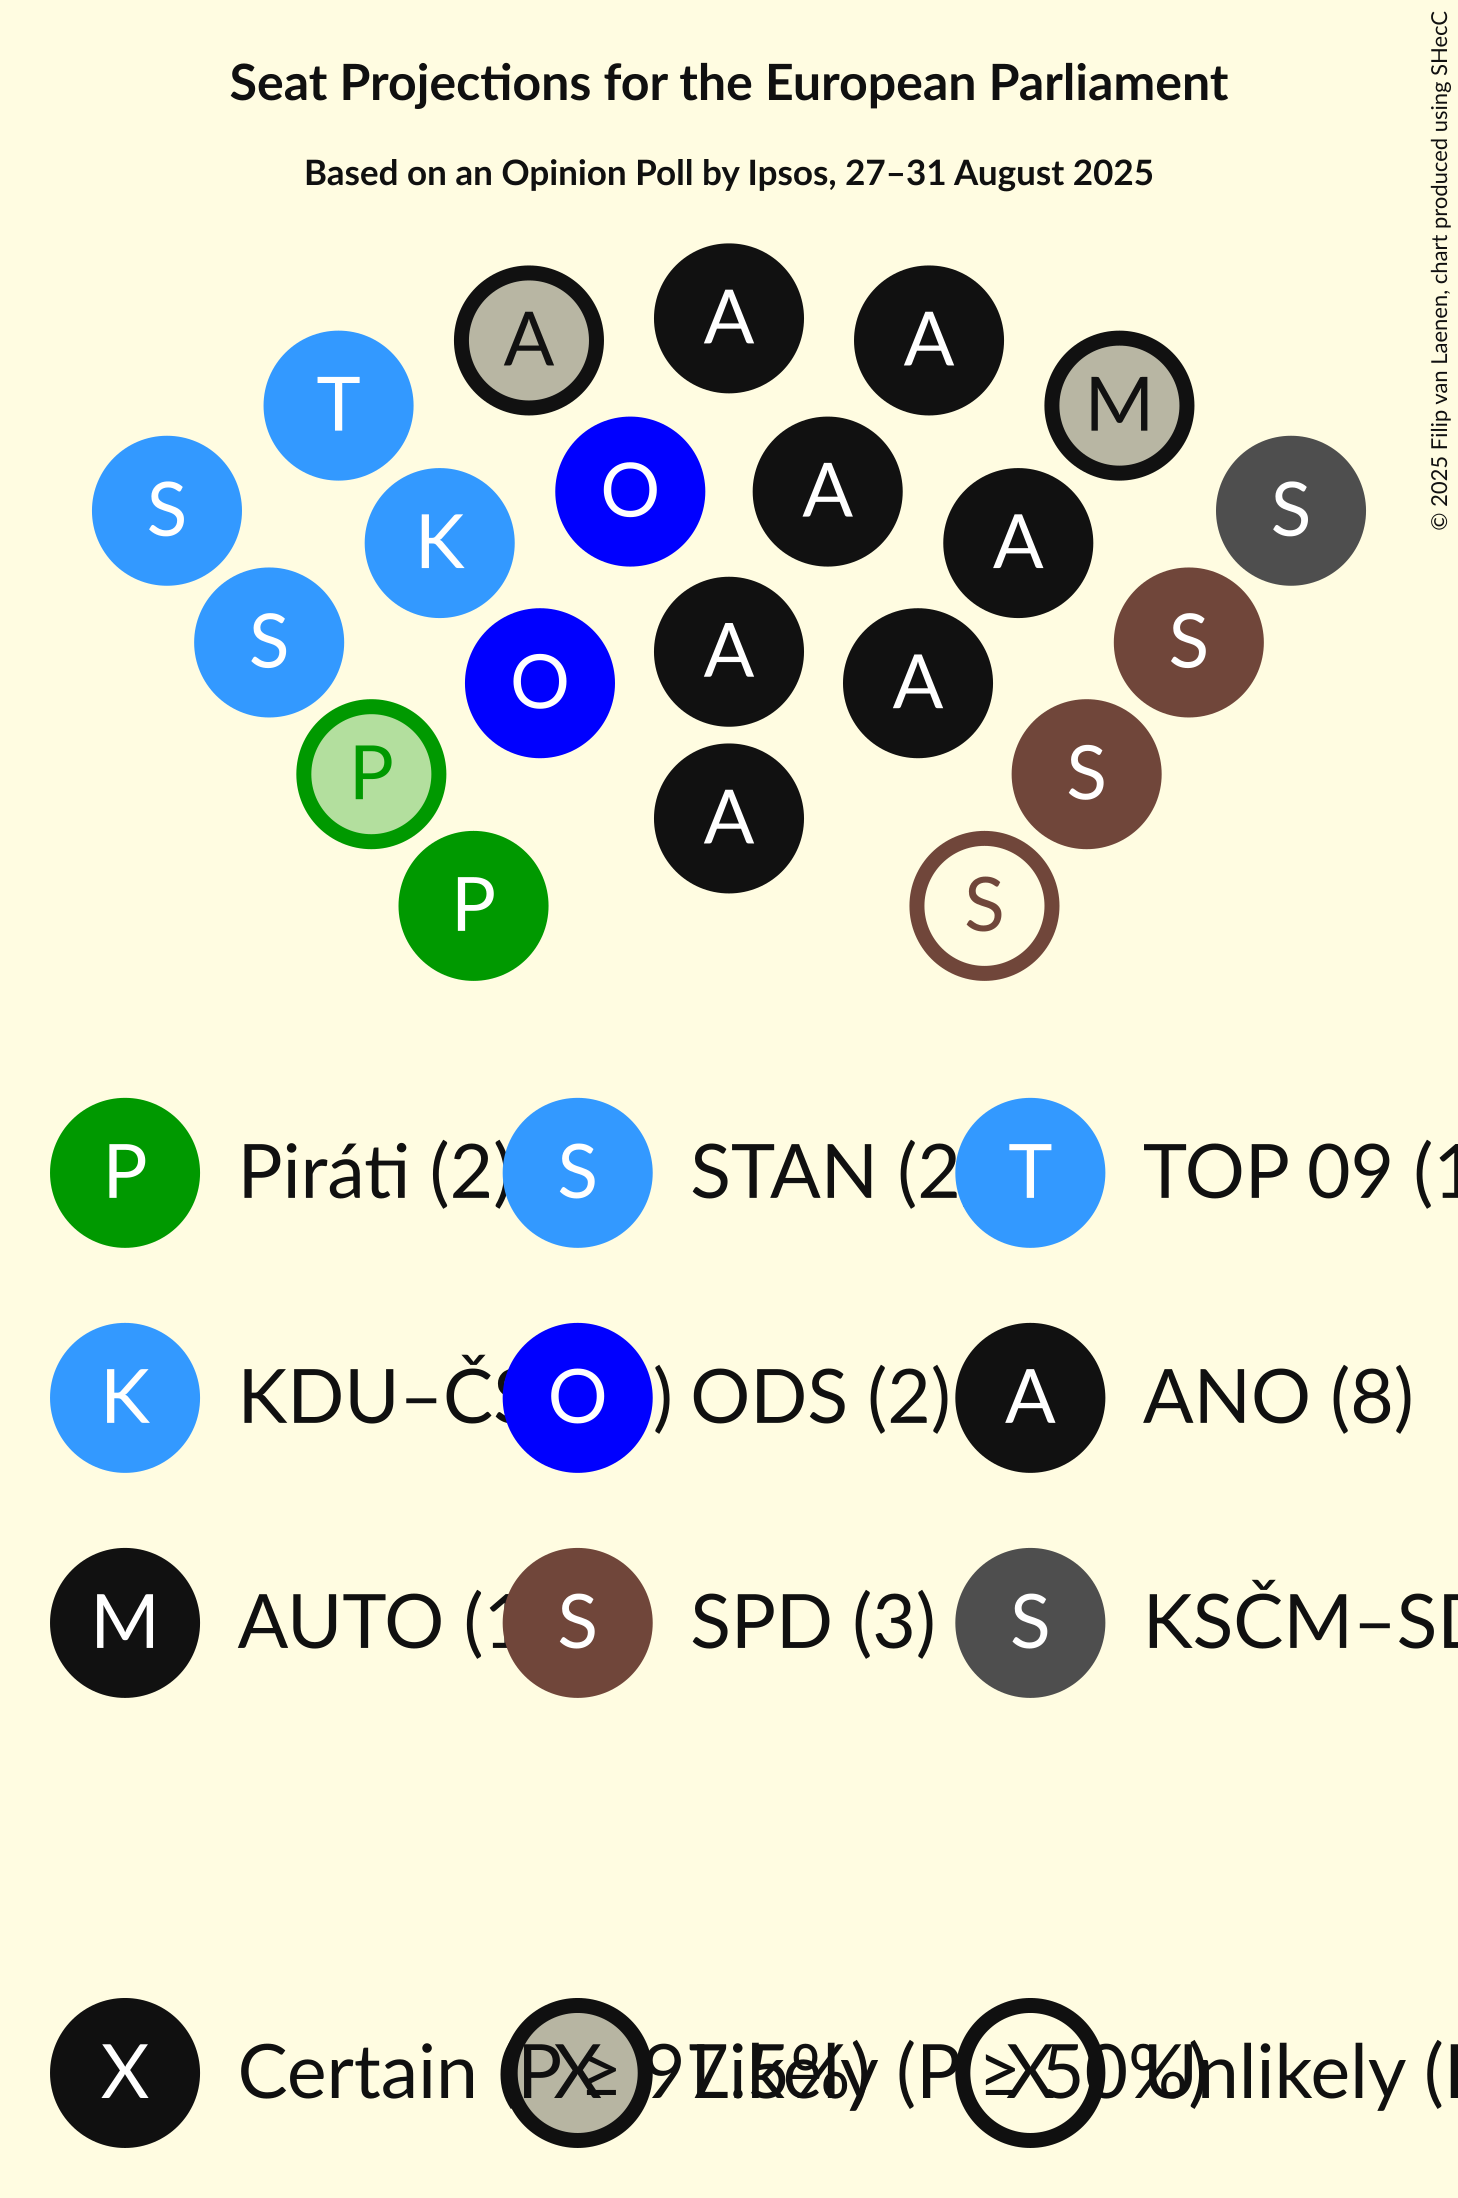 Seat Projections for the European Parliament
Based on an Opinion Poll by Ipsos, 27–31 August 2025
© 2025 Filip van Laenen, chart produced using SHecC
A
A A
T M
S O A S
K A
S A S
O A
P S
A
P S
P Piráti (2) S STAN (2 T TOP 09 (1
K KDU–ČS ) O ODS (2) A ANO (8)
M AUTO (1 S SPD (3) S KSČM–SD
X Certain (P ≥ 97.5%) X Likely (P ≥ 50%) X Unlikely (